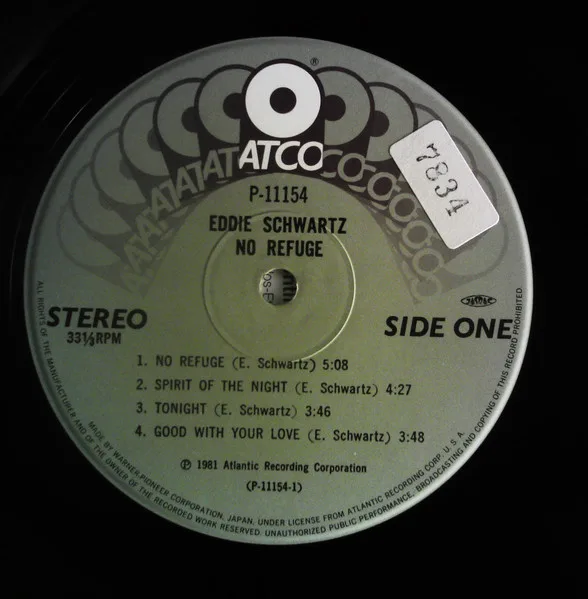 ®
ATCO
7834
P-11154
EDDIE SCHWARTZ
NO REFUGE
STEREO
33⅓RPM
SIDE ONE
1. NO REFUGE (E. Schwartz) 5:08
2. SPIRIT OF THE NIGHT (E. Schwartz) 4:27
3. TONIGHT (E. Schwartz) 3:46
4. GOOD WITH YOUR LOVE (E. Schwartz) 3:48
℗ 1981 Atlantic Recording Corporation
(P-11154-1)
MADE BY WARNER-PIONEER CORPORATION, JAPAN, UNDER LICENSE FROM ATLANTIC RECORDING CORP. U.S.A.
ALL RIGHTS OF THE MANUFACTURER AND OF THE OWNER OF THE RECORDED WORK RESERVED. UNAUTHORIZED PUBLIC PERFORMANCE, BROADCASTING AND COPYING OF THIS RECORD PROHIBITED